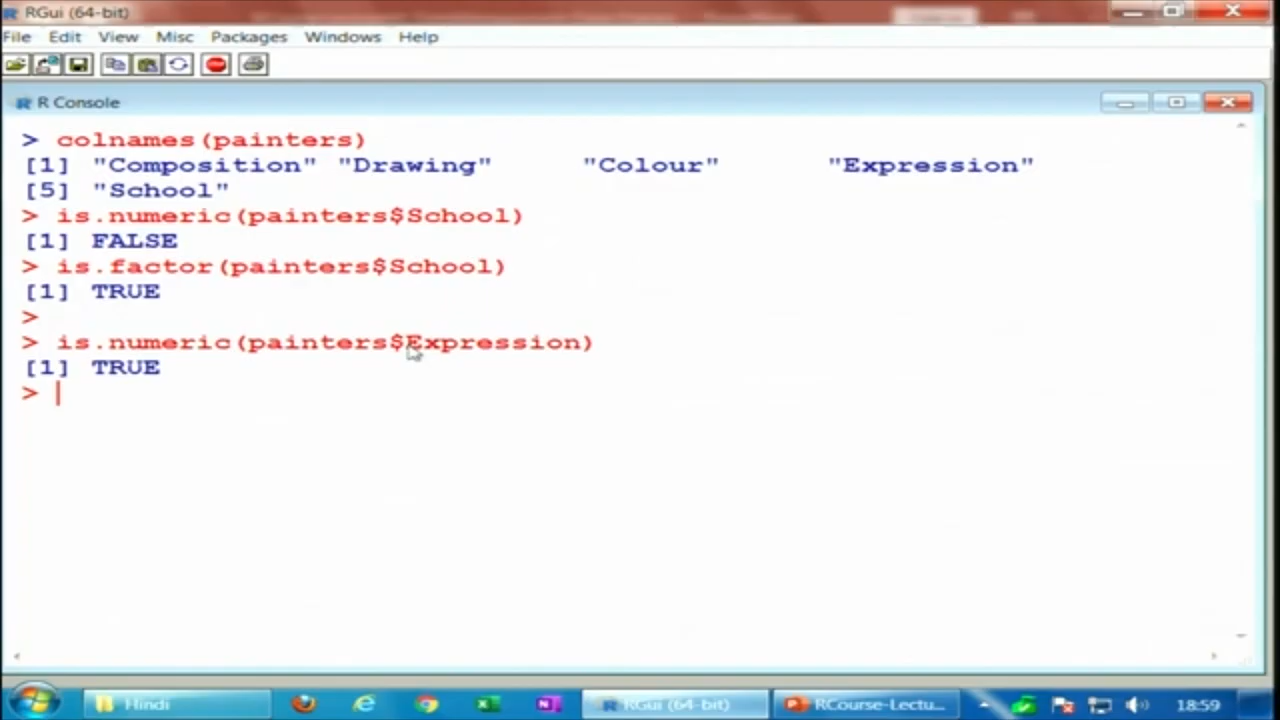 RGui (64-bit)
File Edit View Misc Packages Windows Help
R Console
> colnames(painters)
[1] "Composition" "Drawing" "Colour" "Expression"
[5] "School"
> is.numeric(painters$School)
[1] FALSE
> is.factor(painters$School)
[1] TRUE
>
> is.numeric(painters$Expression)
[1] TRUE
>
Hindi RGui (64-bit) RCourse-Lectu... 18:59